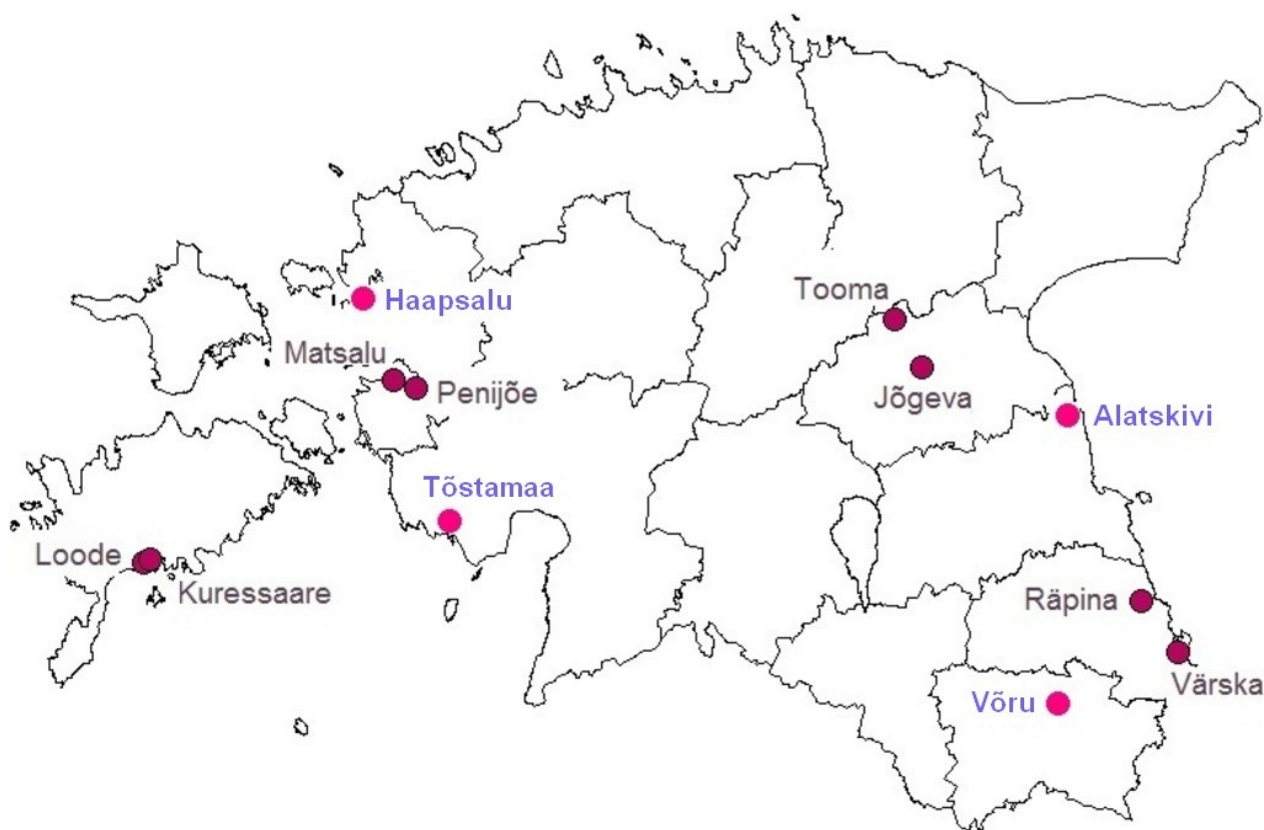 Tooma
Haapsalu
Matsalu
Penijõe
Jõgeva
Alatskivi
Tõstamaa
Loode
Kuressaare
Räpina
Värska
Võru